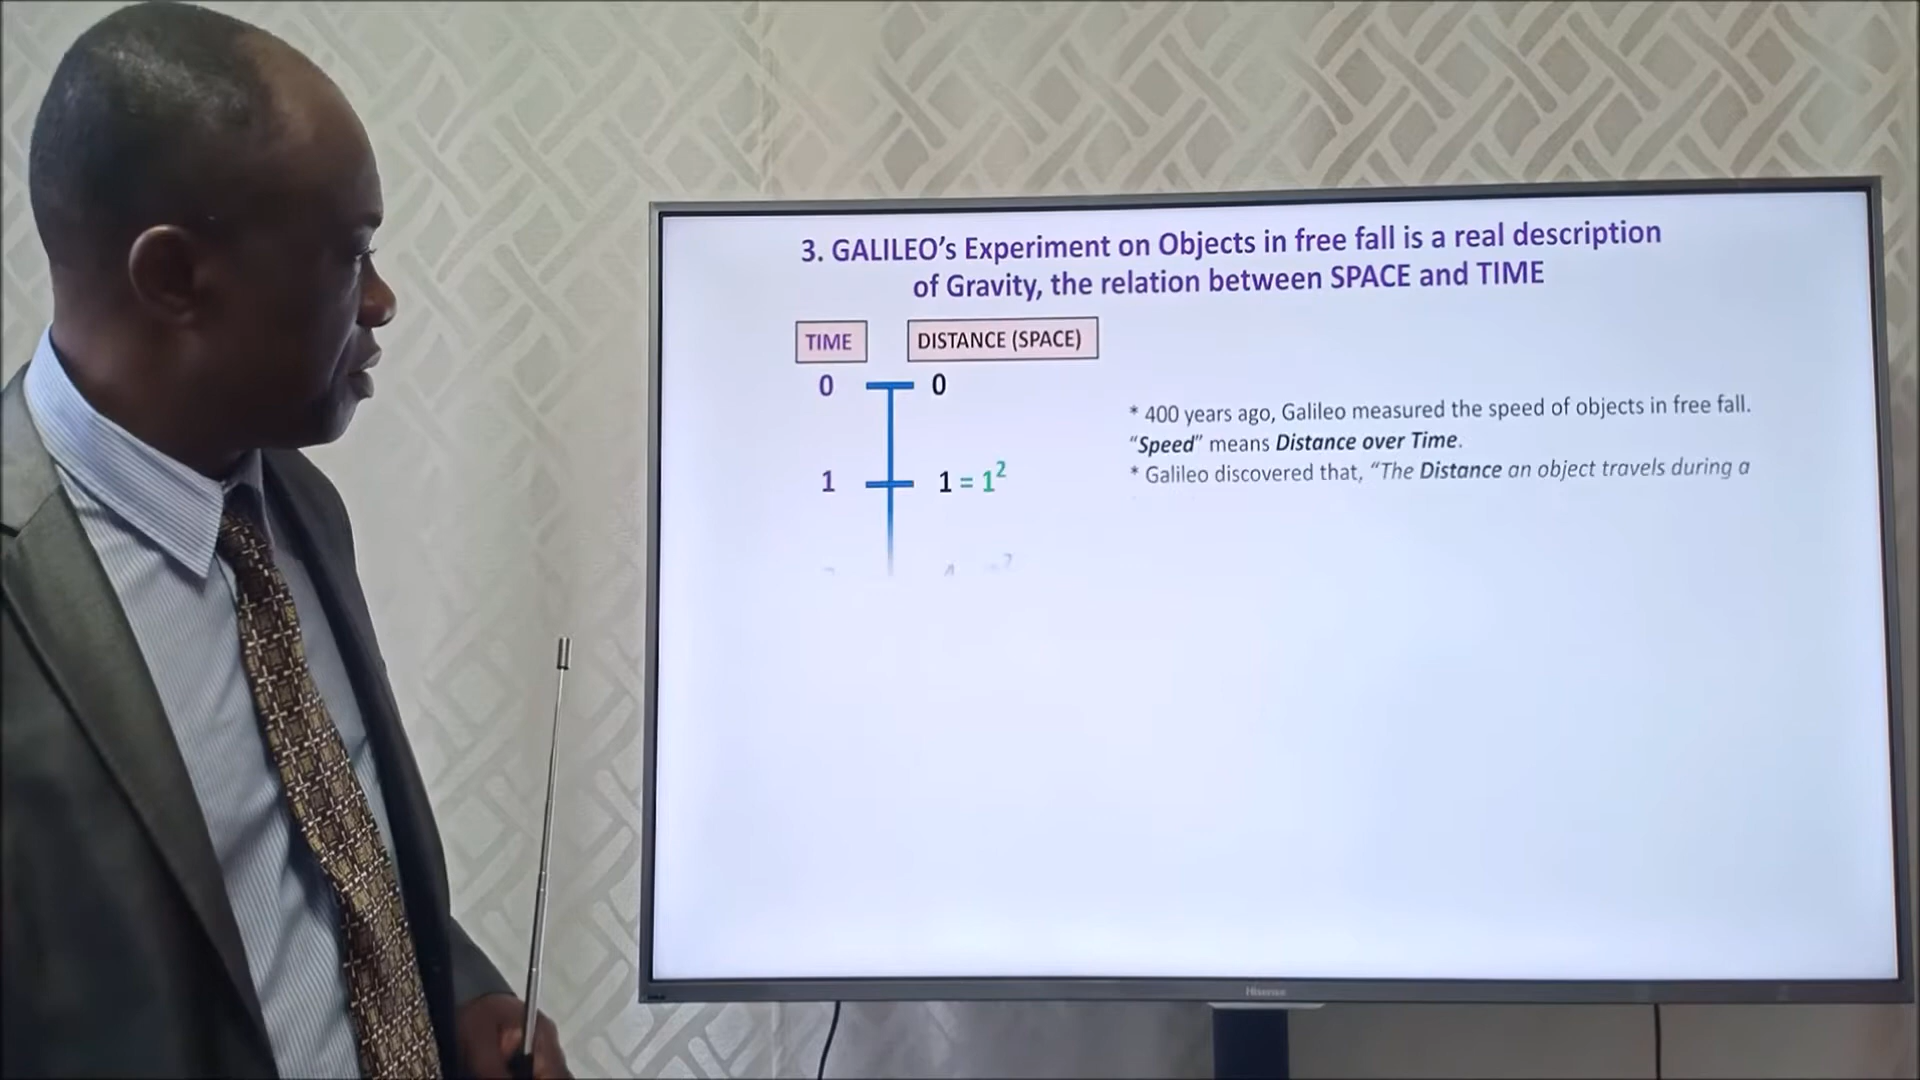 3. GALILEO's Experiment on Objects in free fall is a real description
of Gravity, the relation between SPACE and TIME
TIME DISTANCE (SPACE)
0 0
1 1 = 1²
* 400 years ago, Galileo measured the speed of objects in free fall.
“Speed” means Distance over Time.
* Galileo discovered that, “The Distance an object travels during a
Hisense